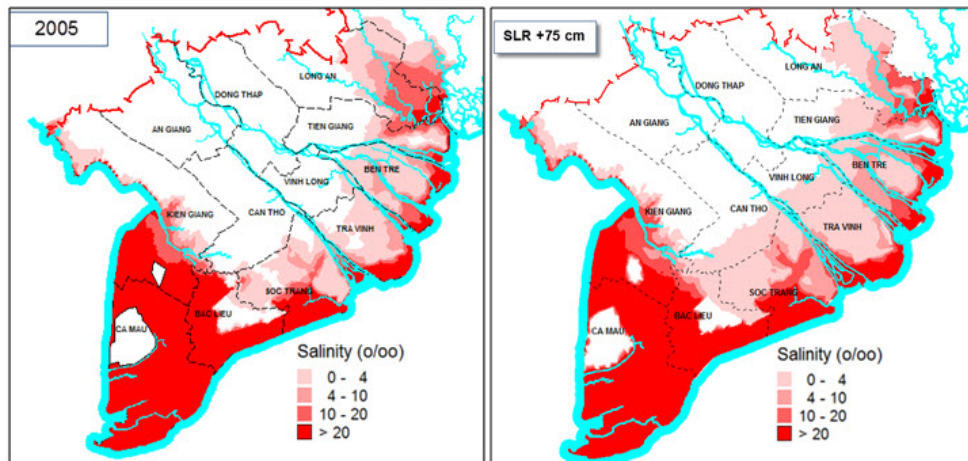 2005
LONG AN
DONG THAP
AN GIANG
TIEN GIANG
BEN TRE
VINH LONG
KIEN GIANG
CAN THO
TRA VINH
SOC TRANG
BAC LIEU
CA MAU
Salinity (o/oo)
0 - 4
4 - 10
10 - 20
> 20
SLR +75 cm
LONG AN
DONG THAP
AN GIANG
TIEN GIANG
BEN TRE
VINH LONG
CAN THO
KIEN GIANG
TRA VINH
SOC TRANG
BAC LIEU
CA MAU
Salinity (o/oo)
0 - 4
4 - 10
10 - 20
> 20